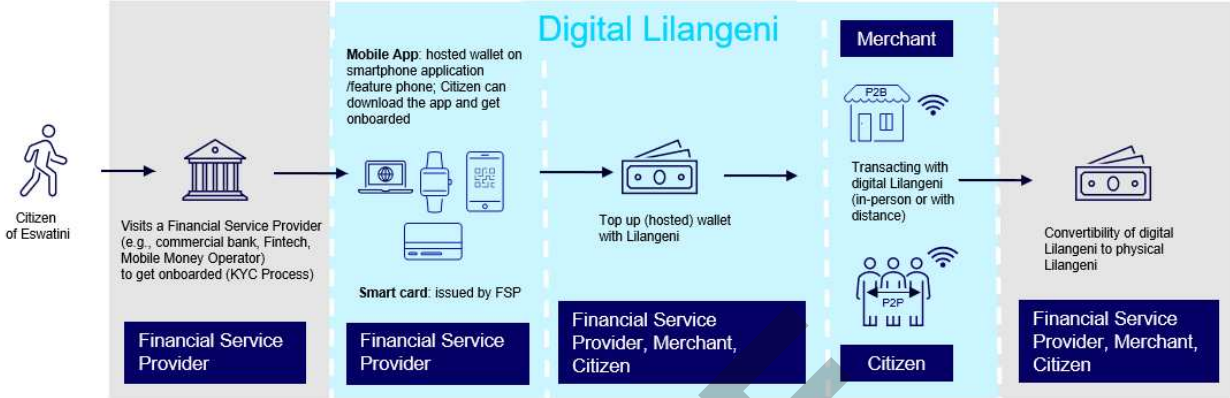 Digital Lilangeni
Citizen
of Eswatini
Visits a Financial Service Provider
(e.g., commercial bank, Fintech,
Mobile Money Operator)
to get onboarded (KYC Process)
Financial Service
Provider
Mobile App: hosted wallet on
smartphone application
/feature phone; Citizen can
download the app and get
onboarded
Smart card: issued by FSP
Financial Service
Provider
Top up (hosted) wallet
with Lilangeni
Financial Service
Provider, Merchant,
Citizen
Merchant
P2B
Transacting with
digital Lilangeni
(in-person or with
distance)
P2P
Citizen
Convertibility of digital
Lilangeni to physical
Lilangeni
Financial Service
Provider, Merchant,
Citizen